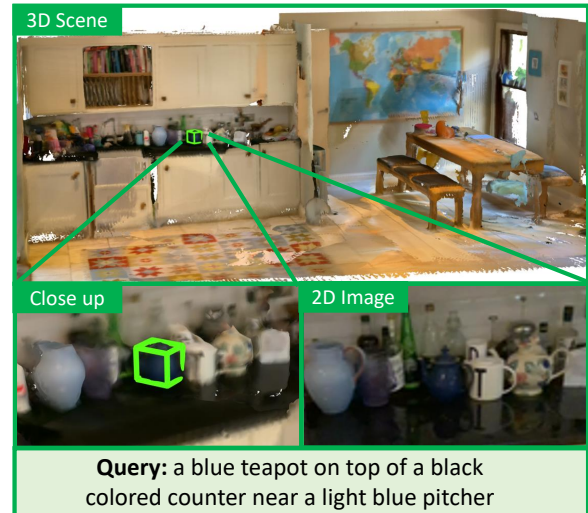 3D Scene
Close up
2D Image
T
Query: a blue teapot on top of a black
colored counter near a light blue pitcher